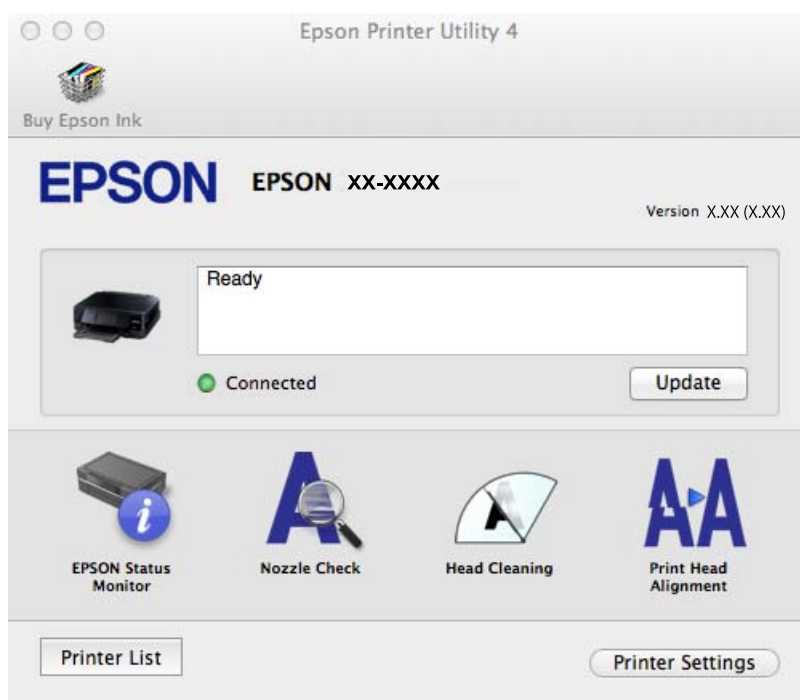 Epson Printer Utility 4
Buy Epson Ink
EPSON
EPSON XX-XXXX
Version X.XX (X.XX)
Ready
Connected
Update
EPSON Status
Monitor
Nozzle Check
Head Cleaning
Print Head
Alignment
Printer List
Printer Settings